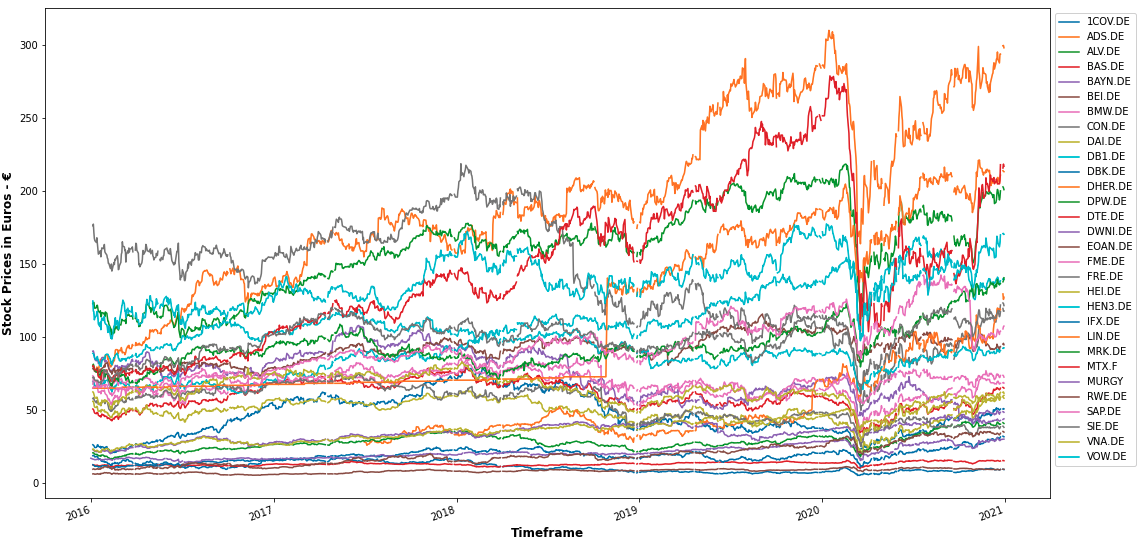 Stock Prices in Euros - €
300
250
200
150
100
50
0
2016
2017
2018
2019
2020
2021
Timeframe
1COV.DE
ADS.DE
ALV.DE
BAS.DE
BAYN.DE
BEI.DE
BMW.DE
CON.DE
DAI.DE
DB1.DE
DBK.DE
DHER.DE
DPW.DE
DTE.DE
DWNI.DE
EOAN.DE
FME.DE
FRE.DE
HEI.DE
HEN3.DE
IFX.DE
LIN.DE
MRK.DE
MTX.F
MURGY
RWE.DE
SAP.DE
SIE.DE
VNA.DE
VOW.DE